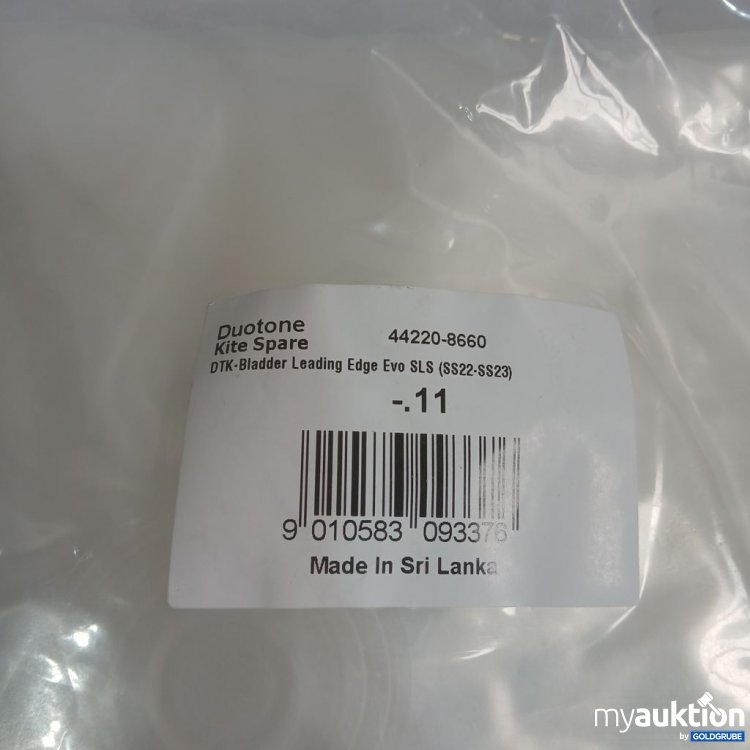 Duotone
Kite Spare 44220-8660
DTK-Bladder Leading Edge Evo SLS (SS22-SS23)
-.11
9 010583 093376
Made In Sri Lanka
myauktion
by GOLDGRUBE